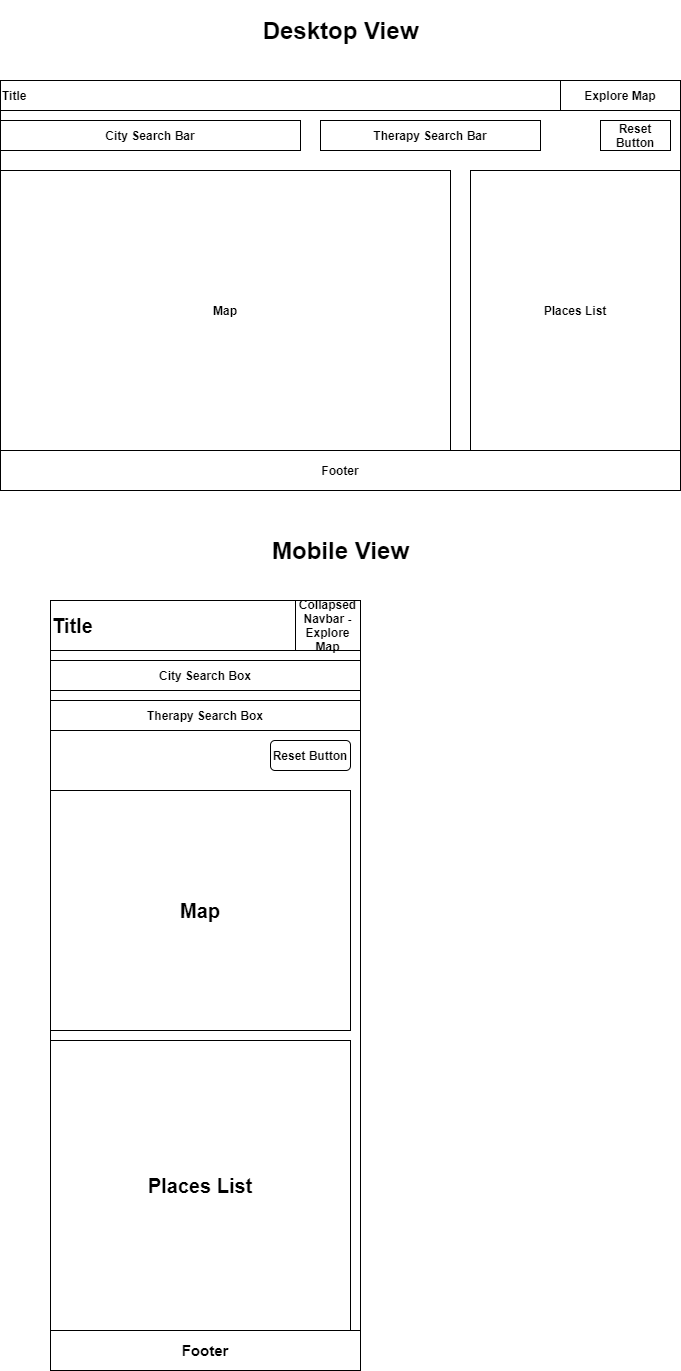 Desktop View
Title
Explore Map
City Search Bar
Therapy Search Bar
Reset
Button
Map
Places List
Footer
Mobile View
Title
Collapsed
Navbar -
Explore
Map
City Search Box
Therapy Search Box
Reset Button
Map
Places List
Footer